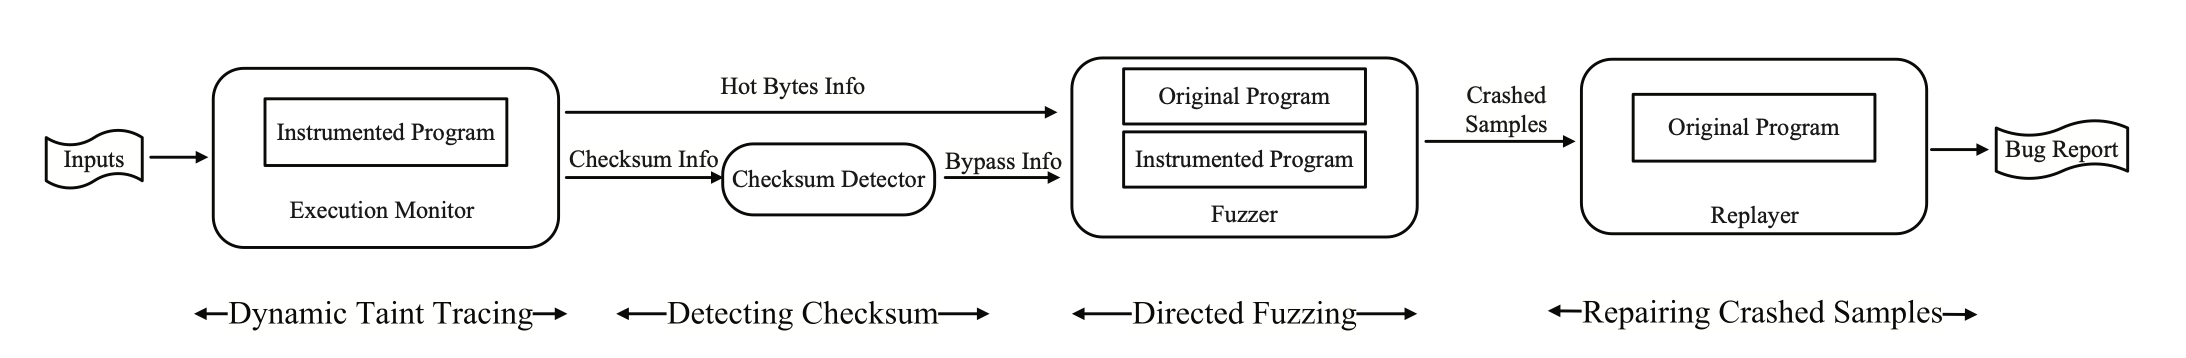 Inputs
Instrumented Program
Execution Monitor
Hot Bytes Info
Checksum Info
Checksum Detector
Bypass Info
Original Program
Instrumented Program
Fuzzer
Crashed
Samples
Original Program
Replayer
Bug Report
Dynamic Taint Tracing
Detecting Checksum
Directed Fuzzing
Repairing Crashed Samples